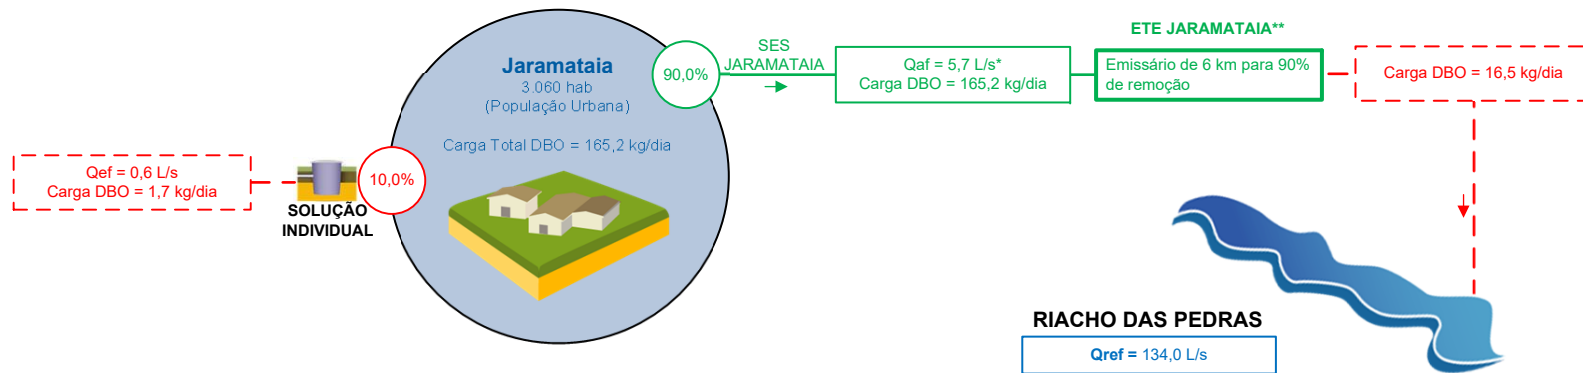 Qef = 0,6 L/s
Carga DBO = 1,7 kg/dia
SOLUÇÃO
INDIVIDUAL
10,0%
Jaramataia
3.060 hab
(População Urbana)
Carga Total DBO = 165,2 kg/dia
90,0%
SES
JARAMATAIA
Qaf = 5,7 L/s*
Carga DBO = 165,2 kg/dia
ETE JARAMATAIA**
Emissário de 6 km para 90%
de remoção
Carga DBO = 16,5 kg/dia
RIACHO DAS PEDRAS
Qref = 134,0 L/s